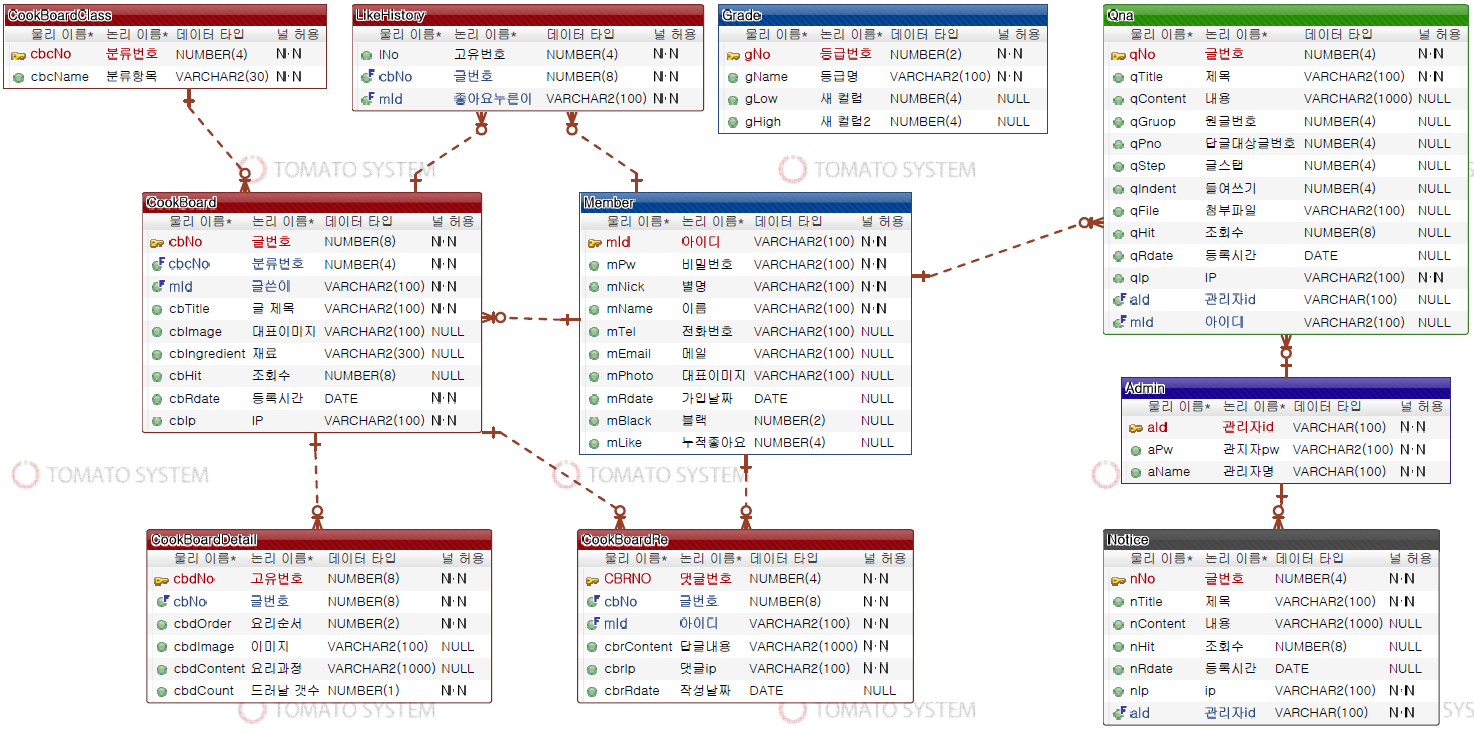 CookBoardClass
물리 이름* 논리 이름* 데이터 타입 널 허용
cbcNo 분류번호 NUMBER(4) N·N
cbcName 분류항목 VARCHAR2(30) N·N
LikeHistory
물리 이름* 논리 이름* 데이터 타입 널 허용
lNo 고유번호 NUMBER(4) N·N
cbNo 글번호 NUMBER(8) N·N
mId 좋아요누른이 VARCHAR2(100) N·N
Grade
물리 이름* 논리 이름* 데이터 타입 널 허용
gNo 등급번호 NUMBER(2) N·N
gName 등급명 VARCHAR2(100) N·N
gLow 새 컬럼 NUMBER(4) NULL
gHigh 새 컬럼2 NUMBER(4) NULL
Qna
물리 이름* 논리 이름* 데이터 타입 널 허용
qNo 글번호 NUMBER(4) N·N
qTitle 제목 VARCHAR2(100) N·N
qContent 내용 VARCHAR2(1000) NULL
qGruop 원글번호 NUMBER(4) NULL
qPno 답글대상글번호 NUMBER(4) NULL
qStep 글스탭 NUMBER(4) NULL
qIndent 들여쓰기 NUMBER(4) NULL
qFile 첨부파일 VARCHAR2(100) NULL
qHit 조회수 NUMBER(8) NULL
qRdate 등록시간 DATE NULL
qIp IP VARCHAR2(100) N·N
aId 관리자id VARCHAR(100) NULL
mId 아이디 VARCHAR2(100) NULL
TOMATO SYSTEM
TOMATO SYSTEM
CookBoard
물리 이름* 논리 이름* 데이터 타입 널 허용
cbNo 글번호 NUMBER(8) N·N
cbcNo 분류번호 NUMBER(4) N·N
mId 글쓴이 VARCHAR2(100) N·N
cbTitle 글 제목 VARCHAR2(100) N·N
cbImage 대표이미지 VARCHAR2(100) NULL
cbIngredient 재료 VARCHAR2(300) NULL
cbHit 조회수 NUMBER(8) NULL
cbRdate 등록시간 DATE N·N
cbIp IP VARCHAR2(100) N·N
Member
물리 이름* 논리 이름* 데이터 타입 널 허용
mId 아이디 VARCHAR2(100) N·N
mPw 비밀번호 VARCHAR2(100) N·N
mNick 별명 VARCHAR2(100) N·N
mName 이름 VARCHAR2(100) N·N
mTel 전화번호 VARCHAR2(100) NULL
mEmail 메일 VARCHAR2(100) NULL
mPhoto 대표이미지 VARCHAR2(100) NULL
mRdate 가입날짜 DATE NULL
mBlack 블랙 NUMBER(2) NULL
mLike 누적좋아요 NUMBER(4) NULL
Admin
물리 이름* 논리 이름* 데이터 타입 널 허용
aId 관리자id VARCHAR(100) N·N
aPw 관지자pw VARCHAR2(100) N·N
aName 관리자명 VARCHAR(100) N·N
TOMATO SYSTEM
TOMATO SYSTEM
CookBoardDetail
물리 이름* 논리 이름* 데이터 타입 널 허용
cbdNo 고유번호 NUMBER(8) N·N
cbNo 글번호 NUMBER(8) N·N
cbdOrder 요리순서 NUMBER(2) N·N
cbdImage 이미지 VARCHAR2(100) NULL
cbdContent 요리과정 VARCHAR2(1000) NULL
cbdCount 드러날 갯수 NUMBER(1) N·N
CookBoardRe
물리 이름* 논리 이름* 데이터 타입 널 허용
CBRNO 댓글번호 NUMBER(4) N·N
cbNo 글번호 NUMBER(8) N·N
mId 아이디 VARCHAR2(100) N·N
cbrContent 답글내용 VARCHAR2(1000) N·N
cbrIp 댓글ip VARCHAR2(100) N·N
cbrRdate 작성날짜 DATE NULL
Notice
물리 이름* 논리 이름* 데이터 타입 널 허용
nNo 글번호 NUMBER(4) N·N
nTitle 제목 VARCHAR2(100) N·N
nContent 내용 VARCHAR2(1000) NULL
nHit 조회수 NUMBER(8) NULL
nRdate 등록시간 DATE NULL
nIp ip VARCHAR2(100) N·N
aId 관리자id VARCHAR(100) N·N
TOMATO SYSTEM
TOMATO SYSTEM